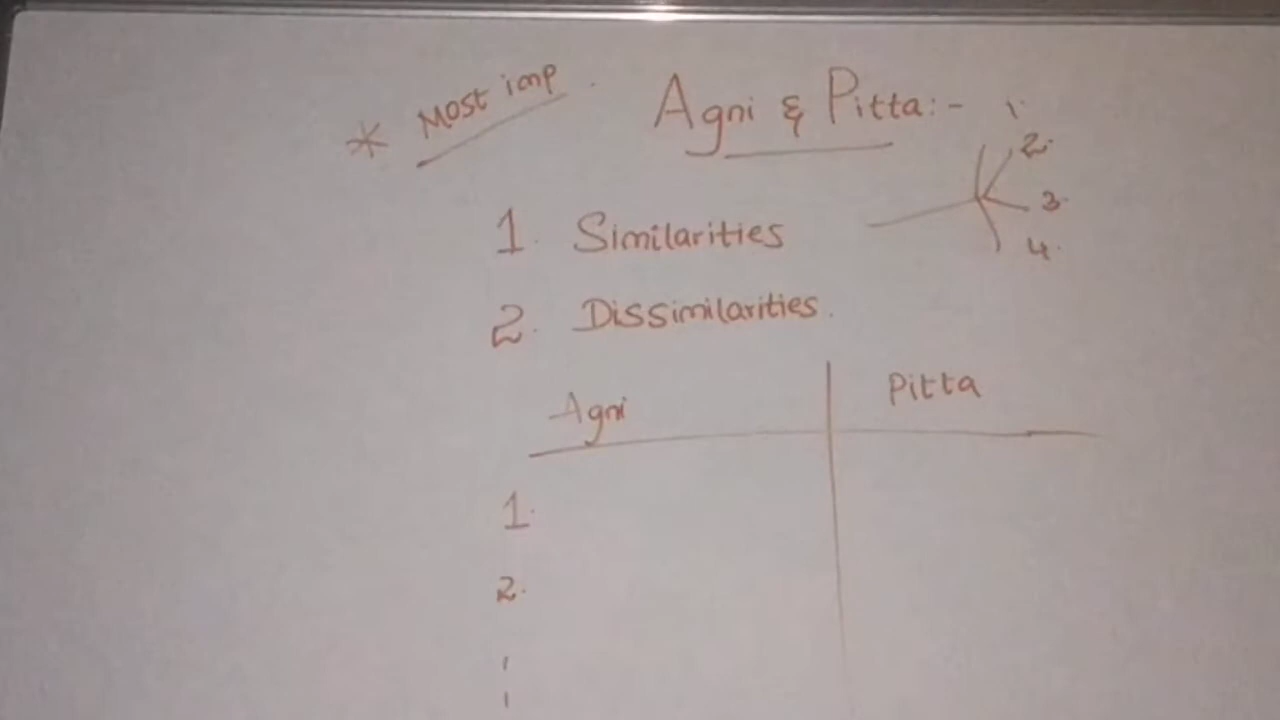 * Most imp.
Agni & Pitta:-
1. Similarities
1.
2.
3.
4.
2. Dissimilarities.
Agni
Pitta
1.
2.